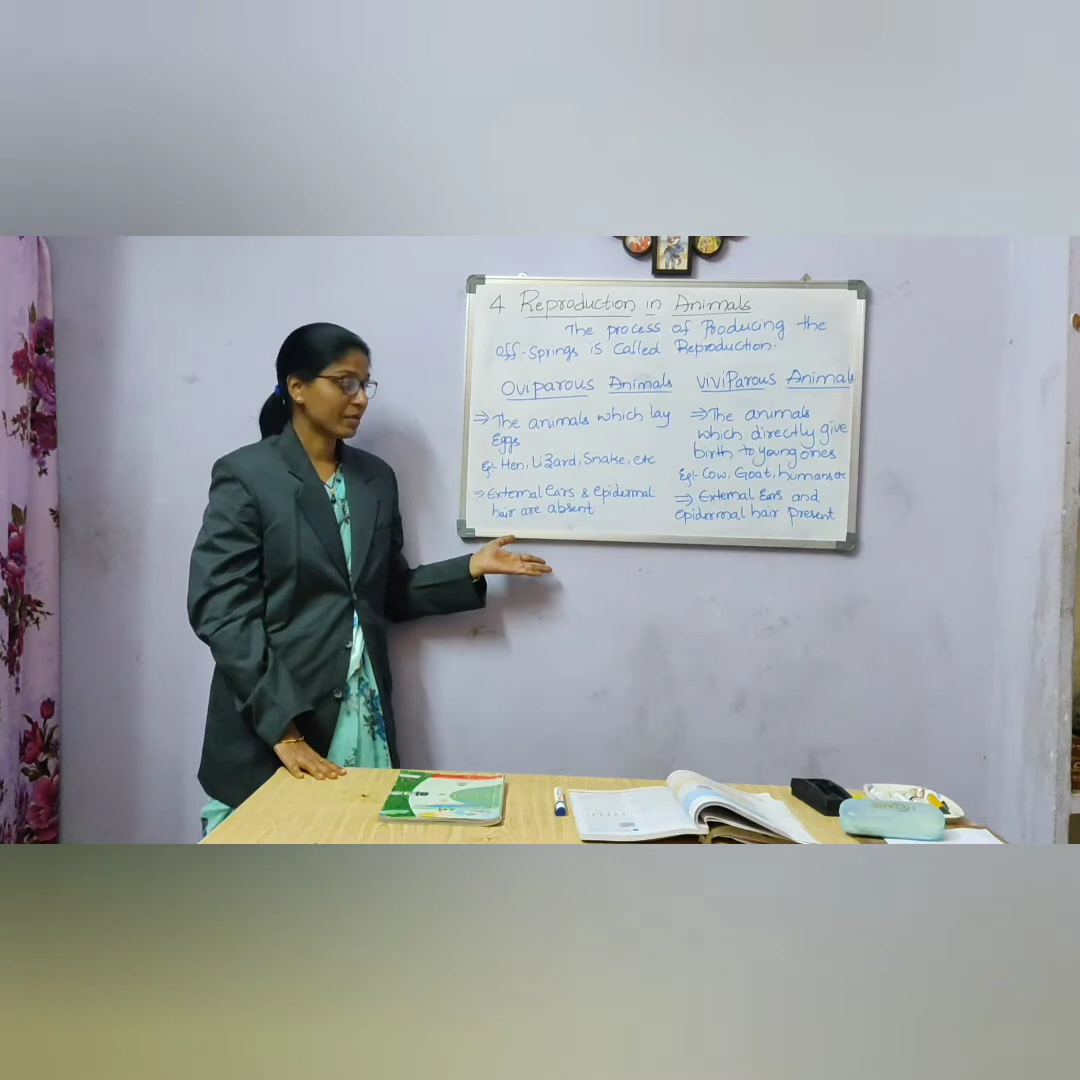 4 Reproduction in Animals
The process of Producing the
off-springs is called Reproduction.
Oviparous Animals
⇒ The animals which lay
Eggs
Eg:- Hen, Lizard, Snake, etc
⇒ External ears & epidermal
hair are absent
viviparous Animals
⇒ The animals
which directly give
birth to young ones
Eg:- Cow, Goat, humans etc
⇒ External Ears and
epidermal hair present